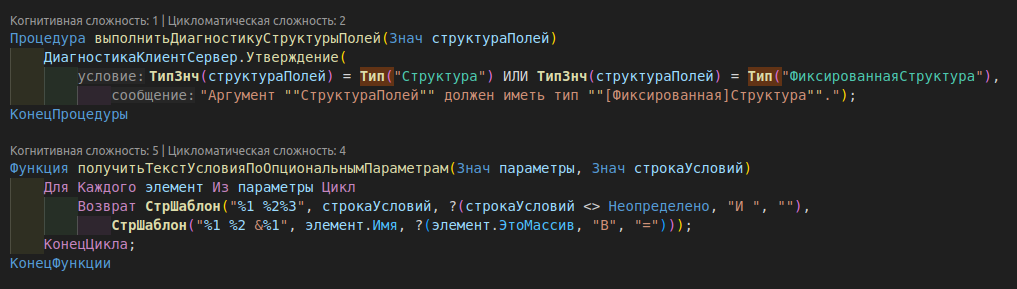 Когнитивная сложность: 1 | Цикломатическая сложность: 2
Процедура выполнитьДиагностикуСтруктурыПолей(Знач структураПолей)
ДиагностикаКлиентСервер.Утверждение(
условие: ТипЗнч(структураПолей) = Тип("Структура") ИЛИ ТипЗнч(структураПолей) = Тип("ФиксированнаяСтруктура"),
сообщение: "Аргумент ""СтруктураПолей"" должен иметь тип ""[Фиксированная]Структура"".");
КонецПроцедуры
Когнитивная сложность: 5 | Цикломатическая сложность: 4
Функция получитьТекстУсловияПоОпциональнымПараметрам(Знач параметры, Знач строкаУсловий)
Для Каждого элемент Из параметры Цикл
Возврат СтрШаблон("%1 %2%3", строкаУсловий, ?(строкаУсловий <> Неопределено, "И ", ""),
СтрШаблон("%1 %2 &%1", элемент.Имя, ?(элемент.ЭтоМассив, "В", "=")));
КонецЦикла;
КонецФункции